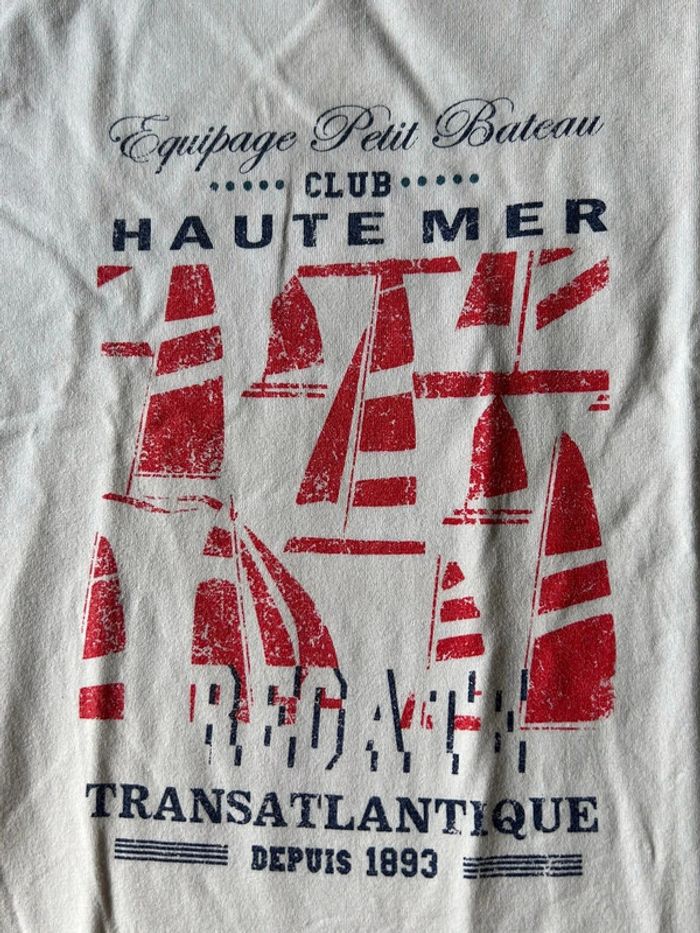 Equipage Petit Bateau
CLUB
HAUTE MER
REGATE
TRANSATLANTIQUE
DEPUIS 1893